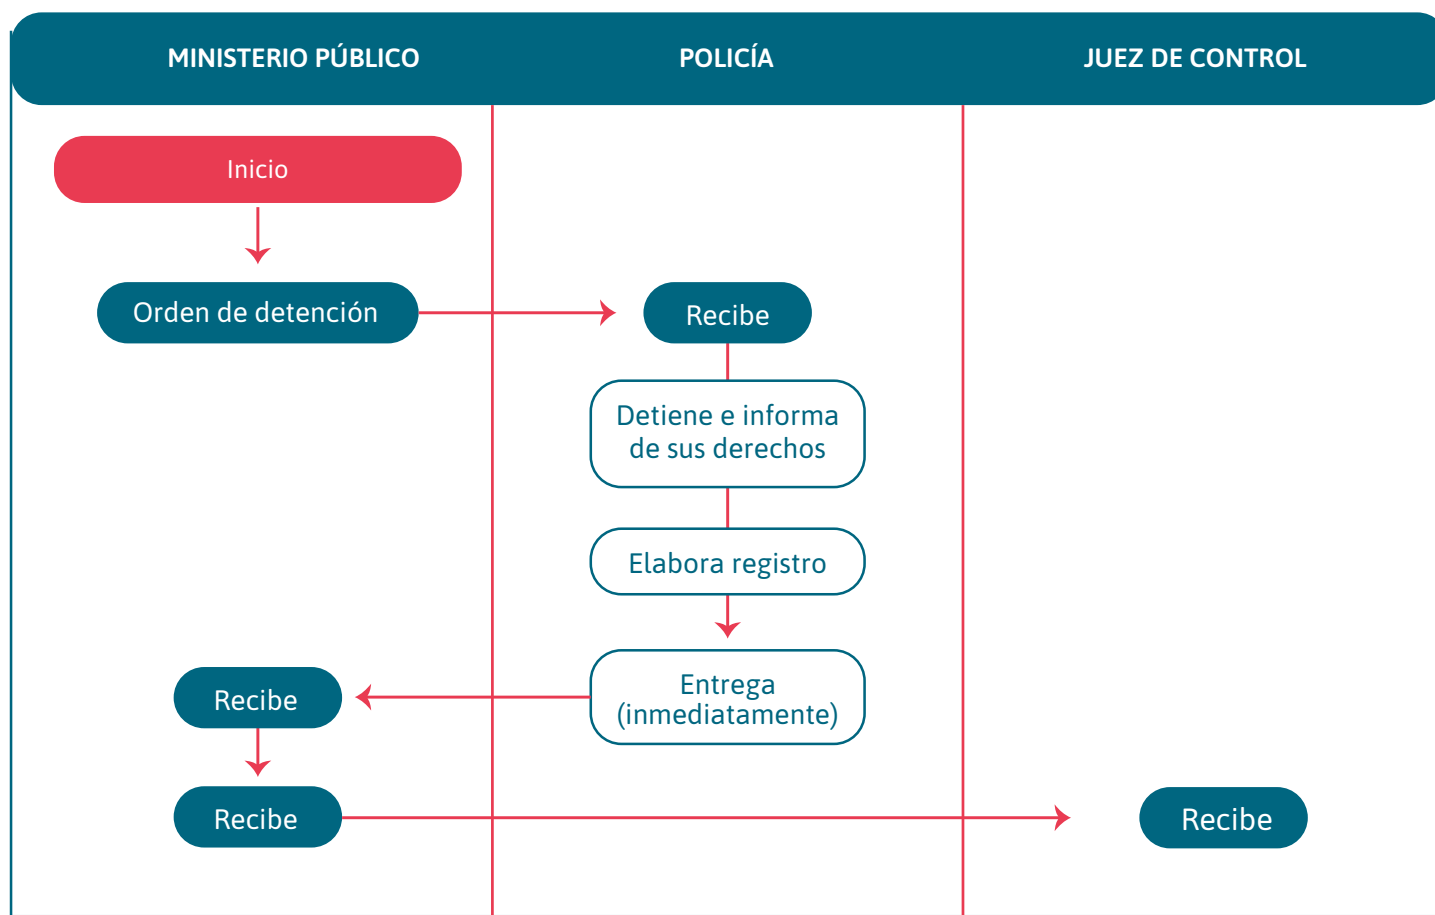 MINISTERIO PÚBLICO
POLICÍA
JUEZ DE CONTROL
Inicio
Orden de detención
Recibe
Detiene e informa
de sus derechos
Elabora registro
Entrega
(inmediatamente)
Recibe
Recibe
Recibe